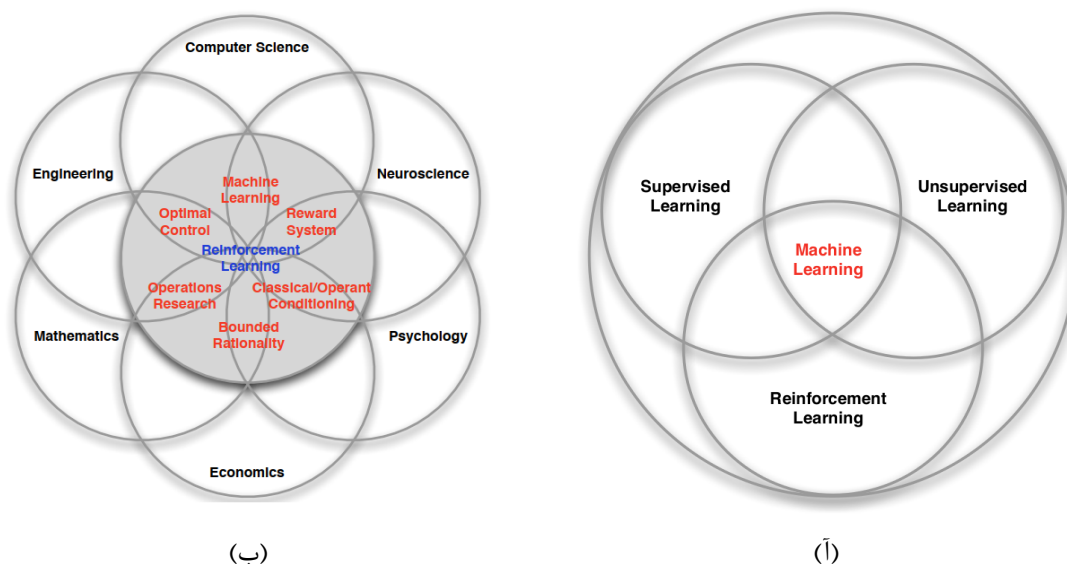 Computer Science
Engineering
Neuroscience
Machine
Learning
Optimal
Control
Reward
System
Reinforcement
Learning
Operations
Research
Classical/Operant
Conditioning
Bounded
Rationality
Mathematics
Psychology
Economics
(ب)
Supervised
Learning
Unsupervised
Learning
Machine
Learning
Reinforcement
Learning
(آ)